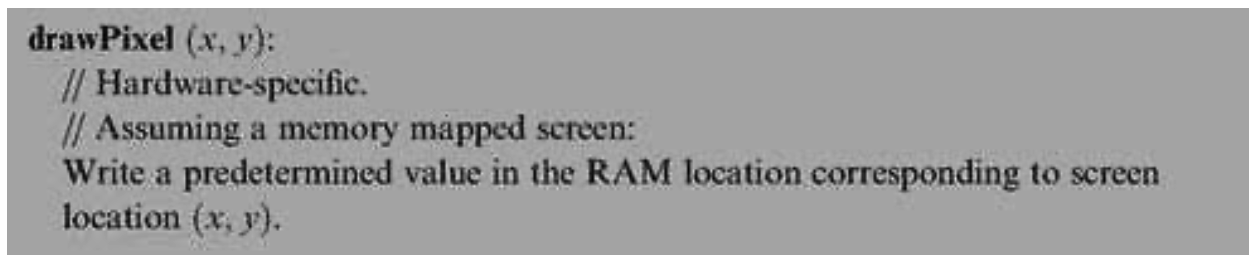 drawPixel (x, y):
// Hardware-specific.
// Assuming a memory mapped screen:
Write a predetermined value in the RAM location corresponding to screen
location (x, y).